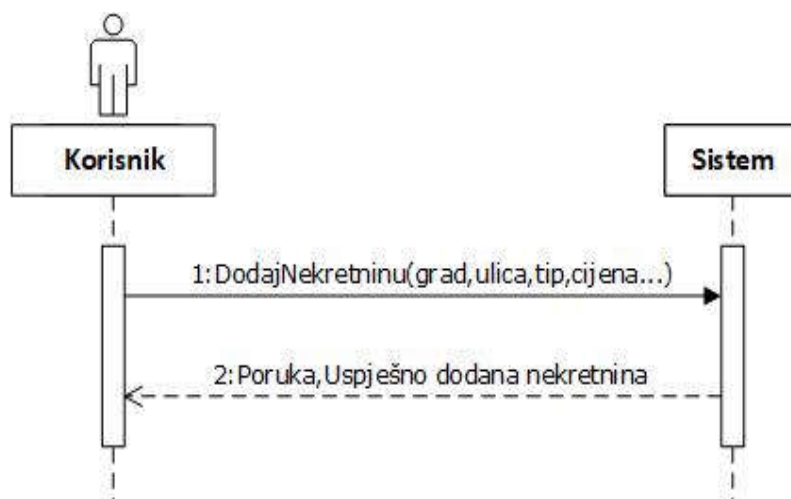 Korisnik
Sistem
1:DodajNekretninu(grad,ulica,tip,cijena...)
2:Poruka,Uspješno dodana nekretnina